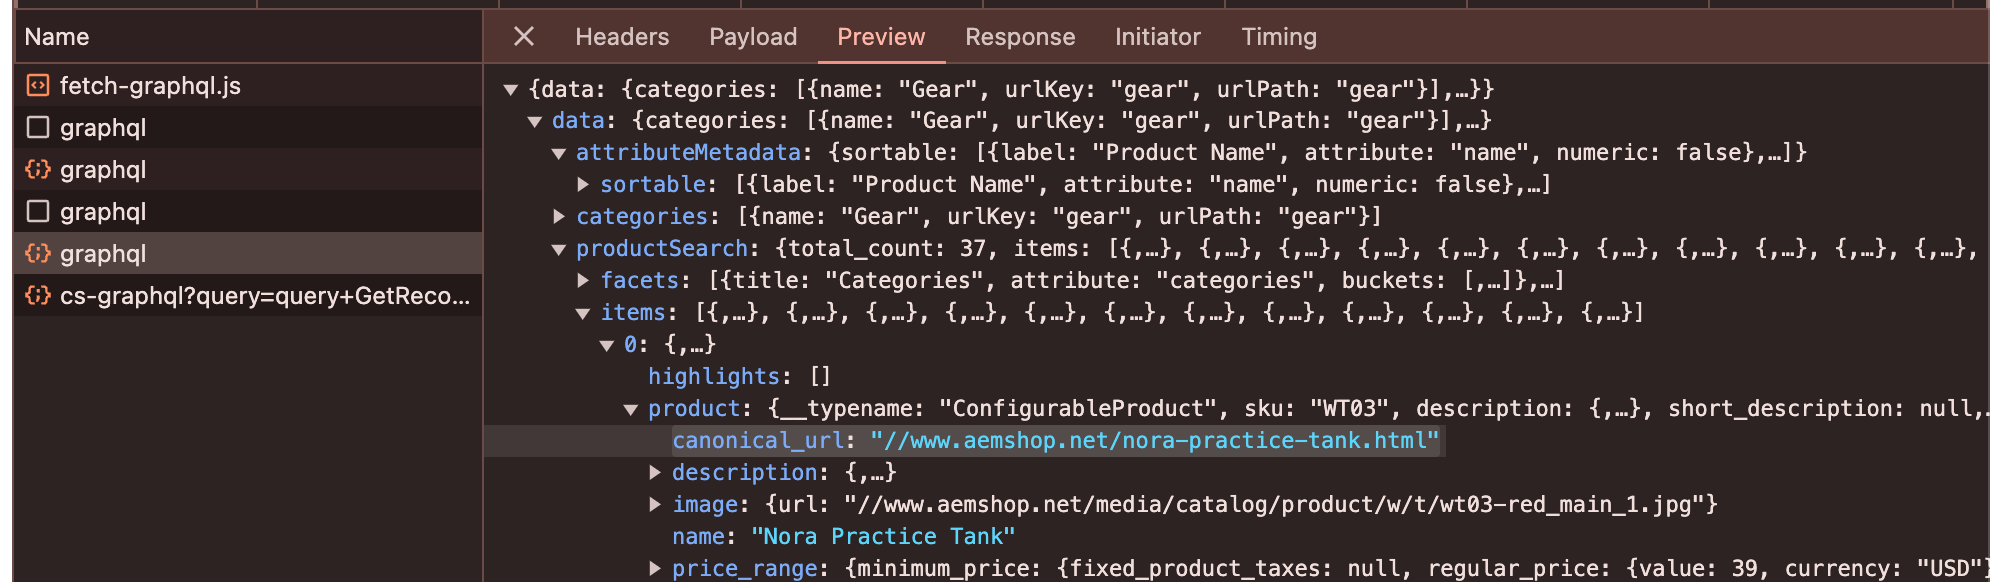 Name
Headers Payload Preview Response Initiator Timing
fetch-graphql.js
graphql
graphql
graphql
graphql
cs-graphql?query=query+GetReco...
{data: {categories: [{name: "Gear", urlKey: "gear", urlPath: "gear"}],…}}
data: {categories: [{name: "Gear", urlKey: "gear", urlPath: "gear"}],…}
attributeMetadata: {sortable: [{label: "Product Name", attribute: "name", numeric: false},…]}
sortable: [{label: "Product Name", attribute: "name", numeric: false},…]
categories: [{name: "Gear", urlKey: "gear", urlPath: "gear"}]
productSearch: {total_count: 37, items: [{,…}, {,…}, {,…}, {,…}, {,…}, {,…}, {,…}, {,…}, {,…}, {,…}, {,…},
facets: [{title: "Categories", attribute: "categories", buckets: [,…]},…]
items: [{,…}, {,…}, {,…}, {,…}, {,…}, {,…}, {,…}, {,…}, {,…}, {,…}, {,…}, {,…}]
0: {,…}
highlights: []
product: {__typename: "ConfigurableProduct", sku: "WT03", description: {,…}, short_description: null,
canonical_url: "//www.aemshop.net/nora-practice-tank.html"
description: {,…}
image: {url: "//www.aemshop.net/media/catalog/product/w/t/wt03-red_main_1.jpg"}
name: "Nora Practice Tank"
price_range: {minimum_price: {fixed_product_taxes: null, regular_price: {value: 39, currency: "USD"}